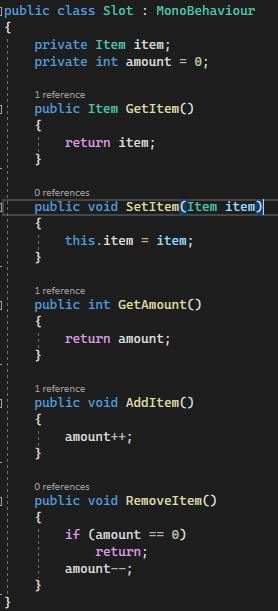 public class Slot : MonoBehaviour
{
private Item item;
private int amount = 0;
1 reference
public Item GetItem()
{
return item;
}
0 references
public void SetItem(Item item)
{
this.item = item;
}
1 reference
public int GetAmount()
{
return amount;
}
1 reference
public void AddItem()
{
amount++;
}
0 references
public void RemoveItem()
{
if (amount == 0)
return;
amount--;
}
}